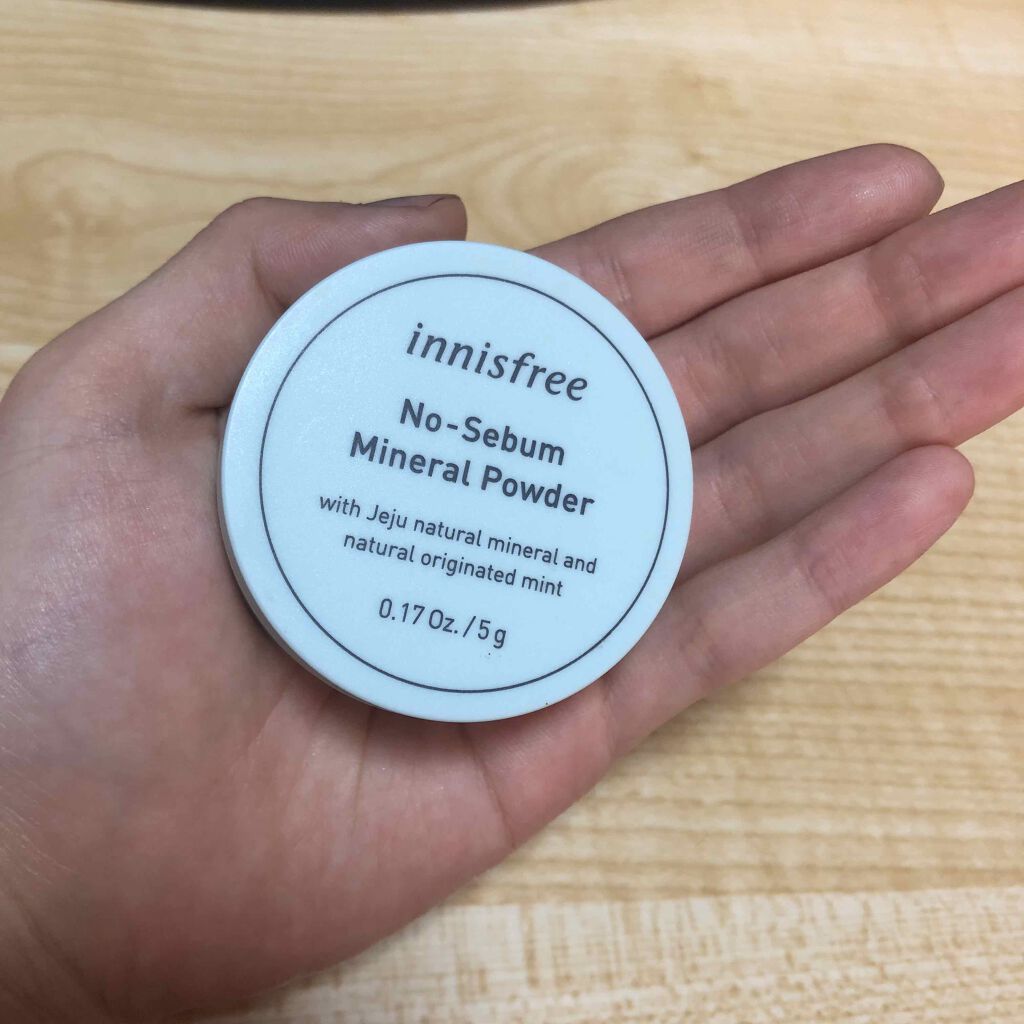 innisfree
No-Sebum
Mineral Powder
with Jeju natural mineral and
natural originated mint
0.17 Oz. / 5 g